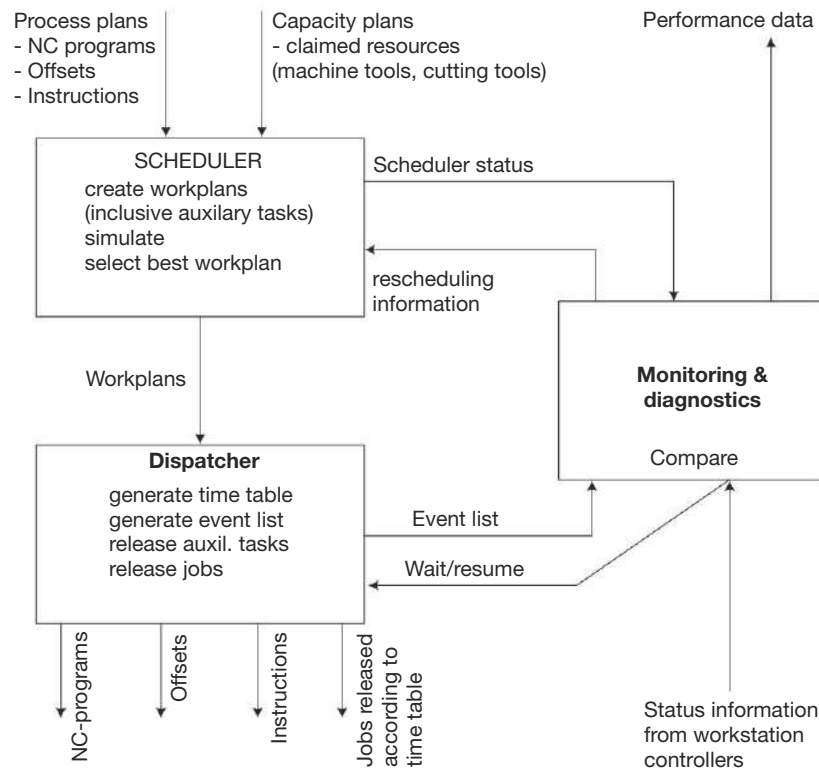 Process plans
- NC programs
- Offsets
- Instructions
Capacity plans
- claimed resources
(machine tools, cutting tools)
Performance data
SCHEDULER
create workplans
(inclusive auxilary tasks)
simulate
select best workplan
Scheduler status
rescheduling
information
Workplans
Monitoring &
diagnostics
Compare
Dispatcher
generate time table
generate event list
release auxil. tasks
release jobs
Event list
Wait/resume
NC-programs
Offsets
Instructions
Jobs released
according to
time table
Status information
from workstation
controllers